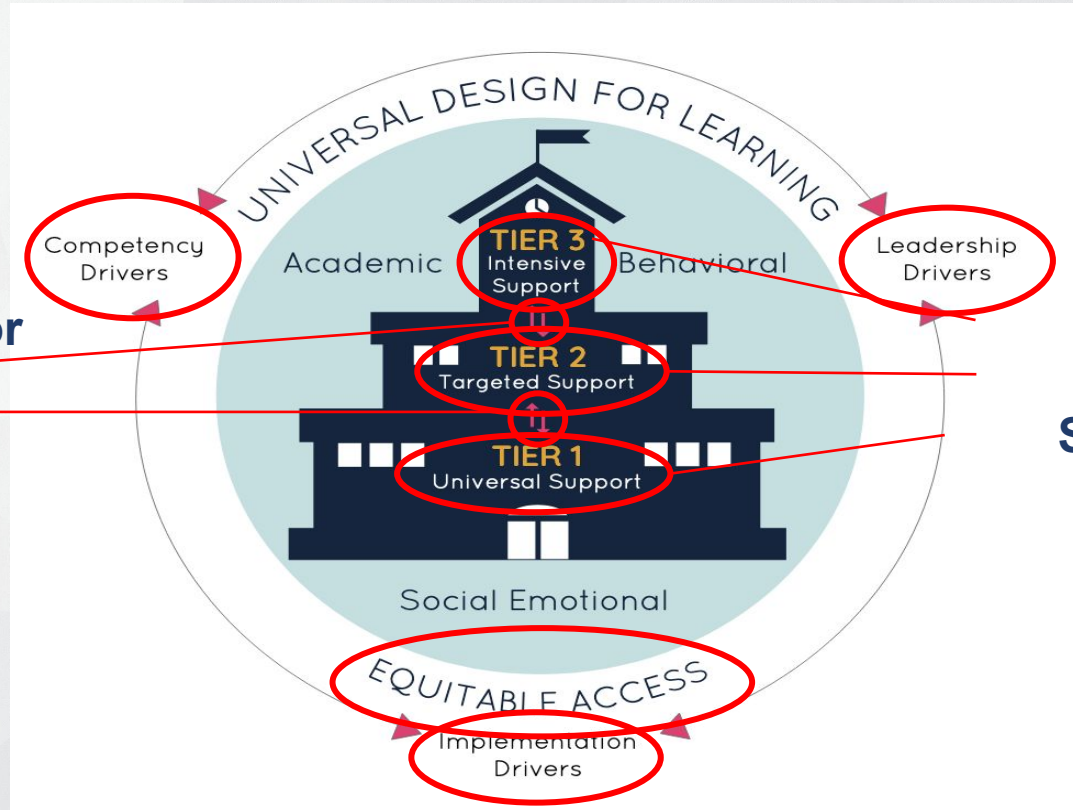 UNIVERSAL DESIGN FOR LEARNING
Competency
Drivers
Academic
TIER 3
Intensive
Support
Behavioral
Leadership
Drivers
or
TIER 2
Targeted Support
S
TIER 1
Universal Support
Social Emotional
EQUITABLE ACCESS
Implementation
Drivers